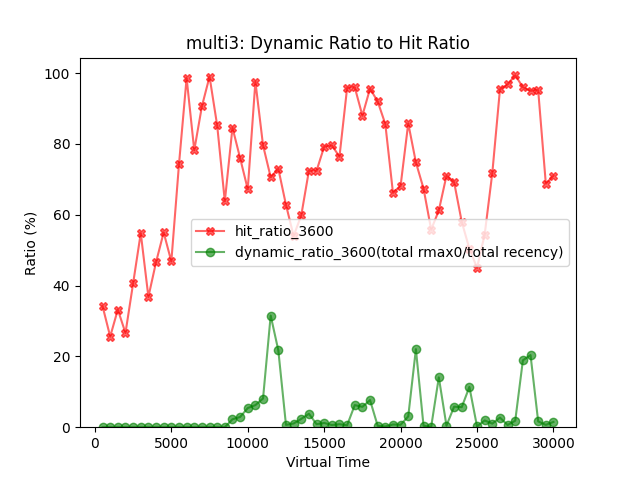 multi3: Dynamic Ratio to Hit Ratio
Ratio (%)
100
80
60
40
20
0
hit_ratio_3600
dynamic_ratio_3600(total rmax0/total recency)
0 5000 10000 15000 20000 25000 30000
Virtual Time